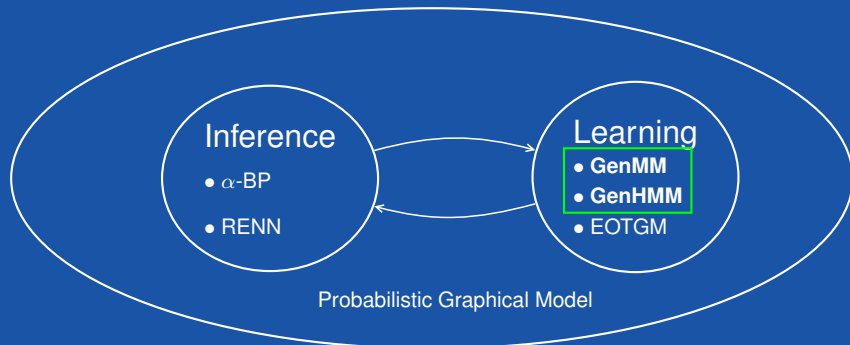 Inference
• α-BP
• RENN
Learning
• GenMM
• GenHMM
• EOTGM
Probabilistic Graphical Model